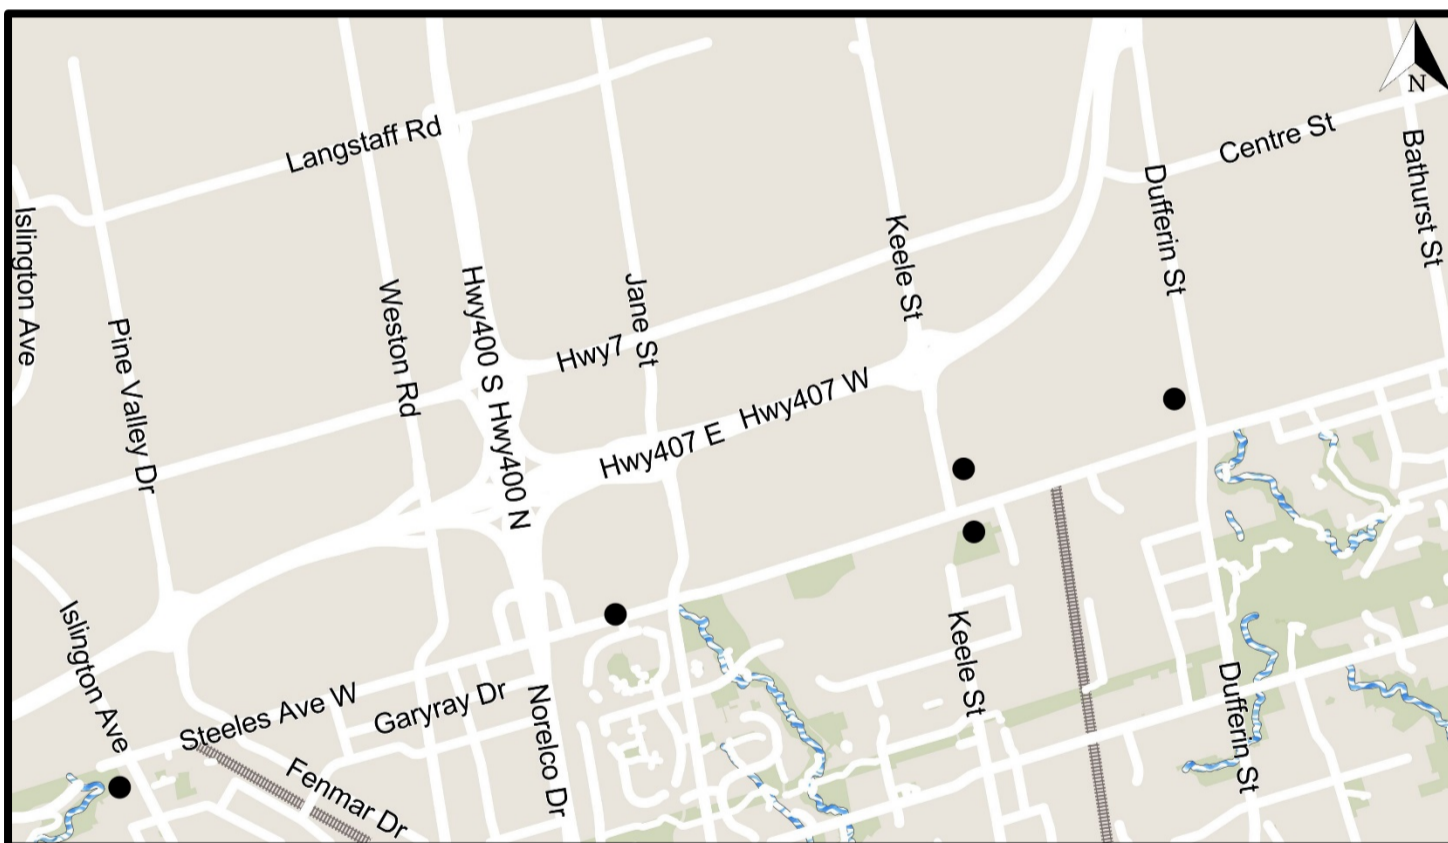 N
Langstaff Rd
Centre St
Bathurst St
Dufferin St
Islington Ave
Keele St
Pine Valley Dr
Weston Rd
Hwy400 S
Jane St
Hwy7
Hwy407 W
Hwy407 E
Hwy400 N
Islington Ave
Steeles Ave W
Garyray Dr
Norelco Dr
Keele St
Dufferin St
Fenmar Dr